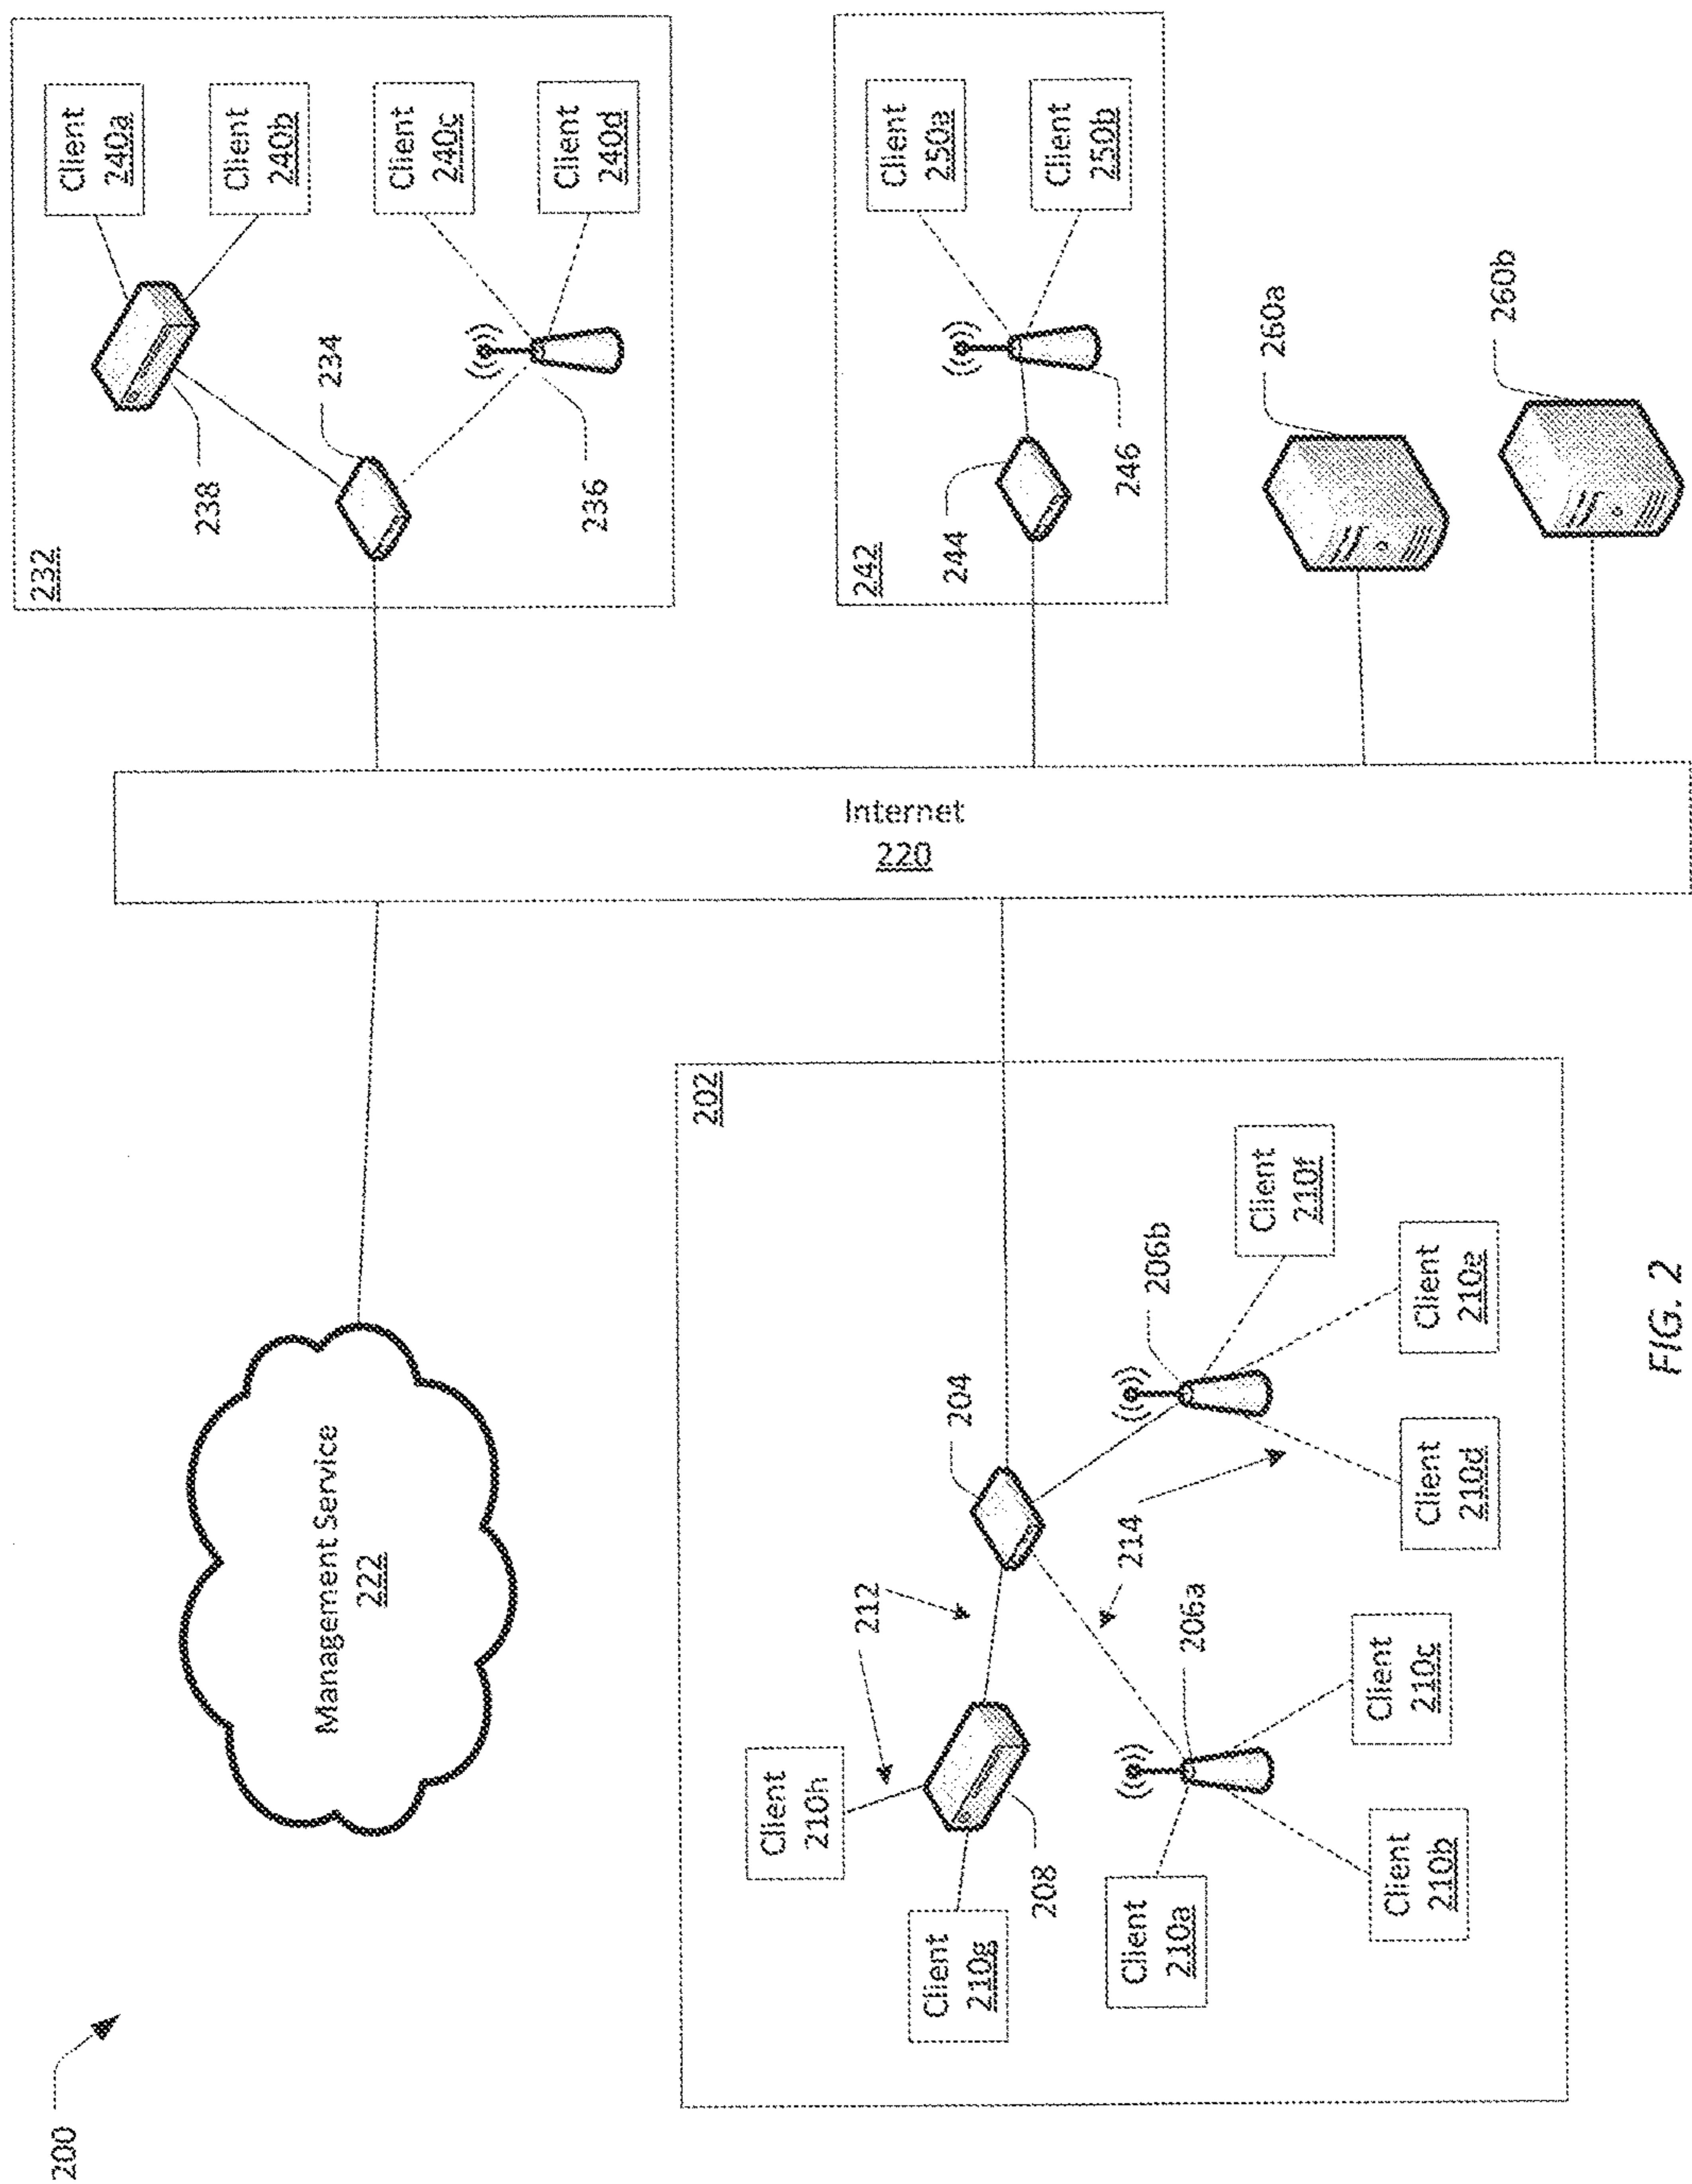 200
Management Service
222
202
Client
210h
212
204
Client
210g
208
Client
210a
206a
214
206b
Client
210f
Client
210b
Client
210c
Client
210d
Client
210e
Internet
220
232
238
234
236
Client
240a
Client
240b
Client
240c
Client
240d
242
244
246
Client
250a
Client
250b
260a
260b
FIG. 2